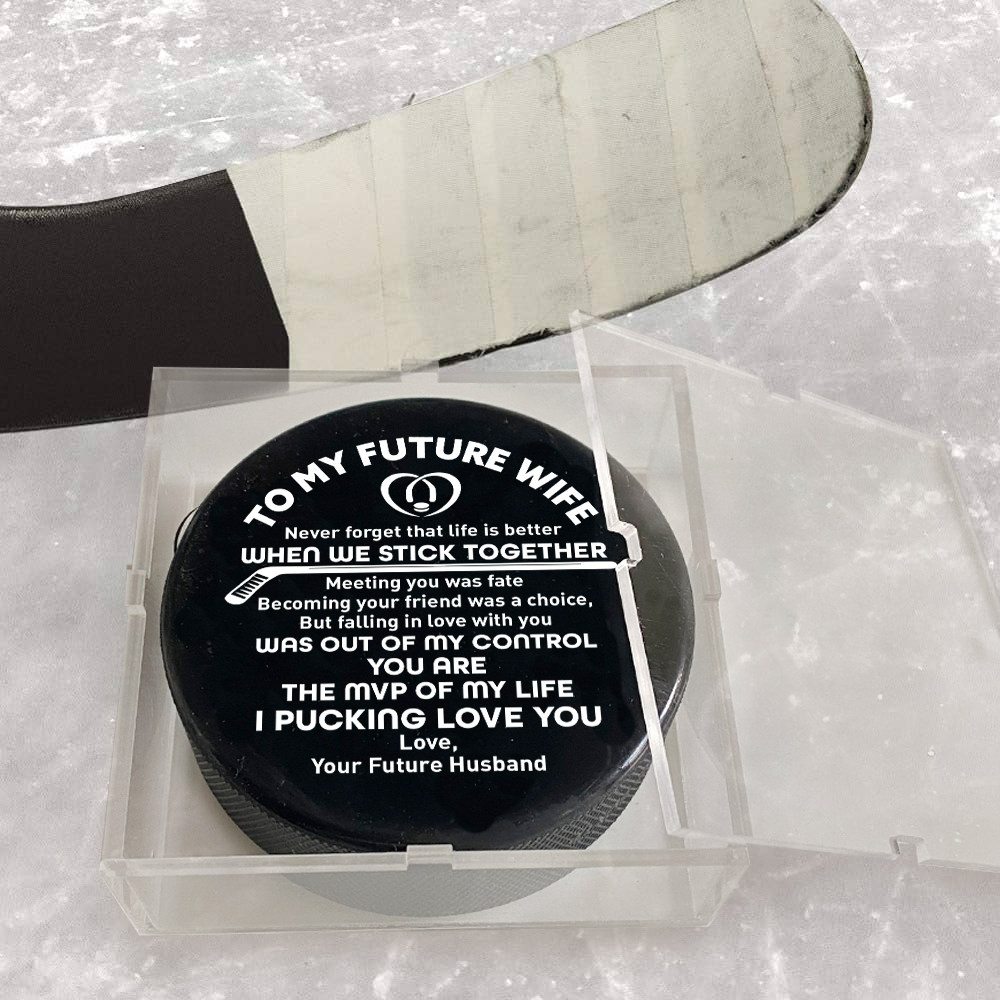 TO MY FUTURE WIFE
Never forget that life is better
WHEN WE STICK TOGETHER
Meeting you was fate
Becoming your friend was a choice,
But falling in love with you
WAS OUT OF MY CONTROL
YOU ARE
THE MVP OF MY LIFE
I PUCKING LOVE YOU
Love,
Your Future Husband